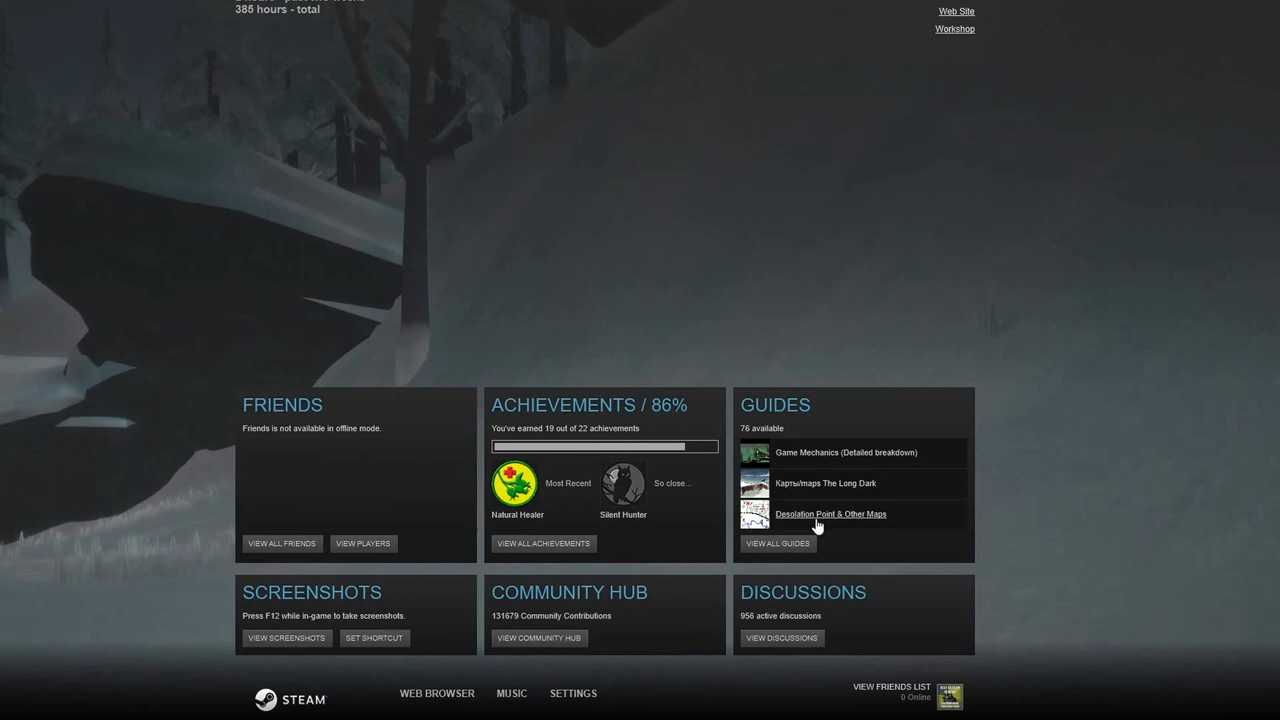 385 hours - total
Web Site
Workshop
FRIENDS
Friends is not available in offline mode.
VIEW ALL FRIENDS
VIEW PLAYERS
ACHIEVEMENTS / 86%
You've earned 19 out of 22 achievements
Most Recent
So close...
Natural Healer
Silent Hunter
VIEW ALL ACHIEVEMENTS
GUIDES
76 available
Game Mechanics (Detailed breakdown)
Карты/maps The Long Dark
Desolation Point & Other Maps
VIEW ALL GUIDES
SCREENSHOTS
Press F12 while in-game to take screenshots.
VIEW SCREENSHOTS
SET SHORTCUT
COMMUNITY HUB
131679 Community Contributions
VIEW COMMUNITY HUB
DISCUSSIONS
956 active discussions
VIEW DISCUSSIONS
STEAM
WEB BROWSER
MUSIC
SETTINGS
VIEW FRIENDS LIST
0 Online